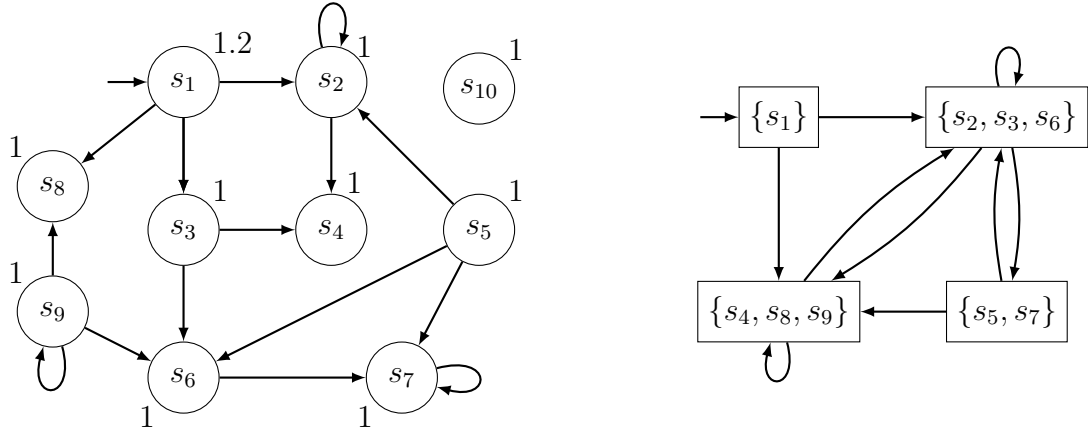 1.2
1
1
s₁
s₂
s₁₀
1
s₈
1
1
1
s₃
s₄
s₅
1
s₉
s₆
s₇
1
1
{s₁}
{s₂, s₃, s₆}
{s₄, s₈, s₉}
{s₅, s₇}